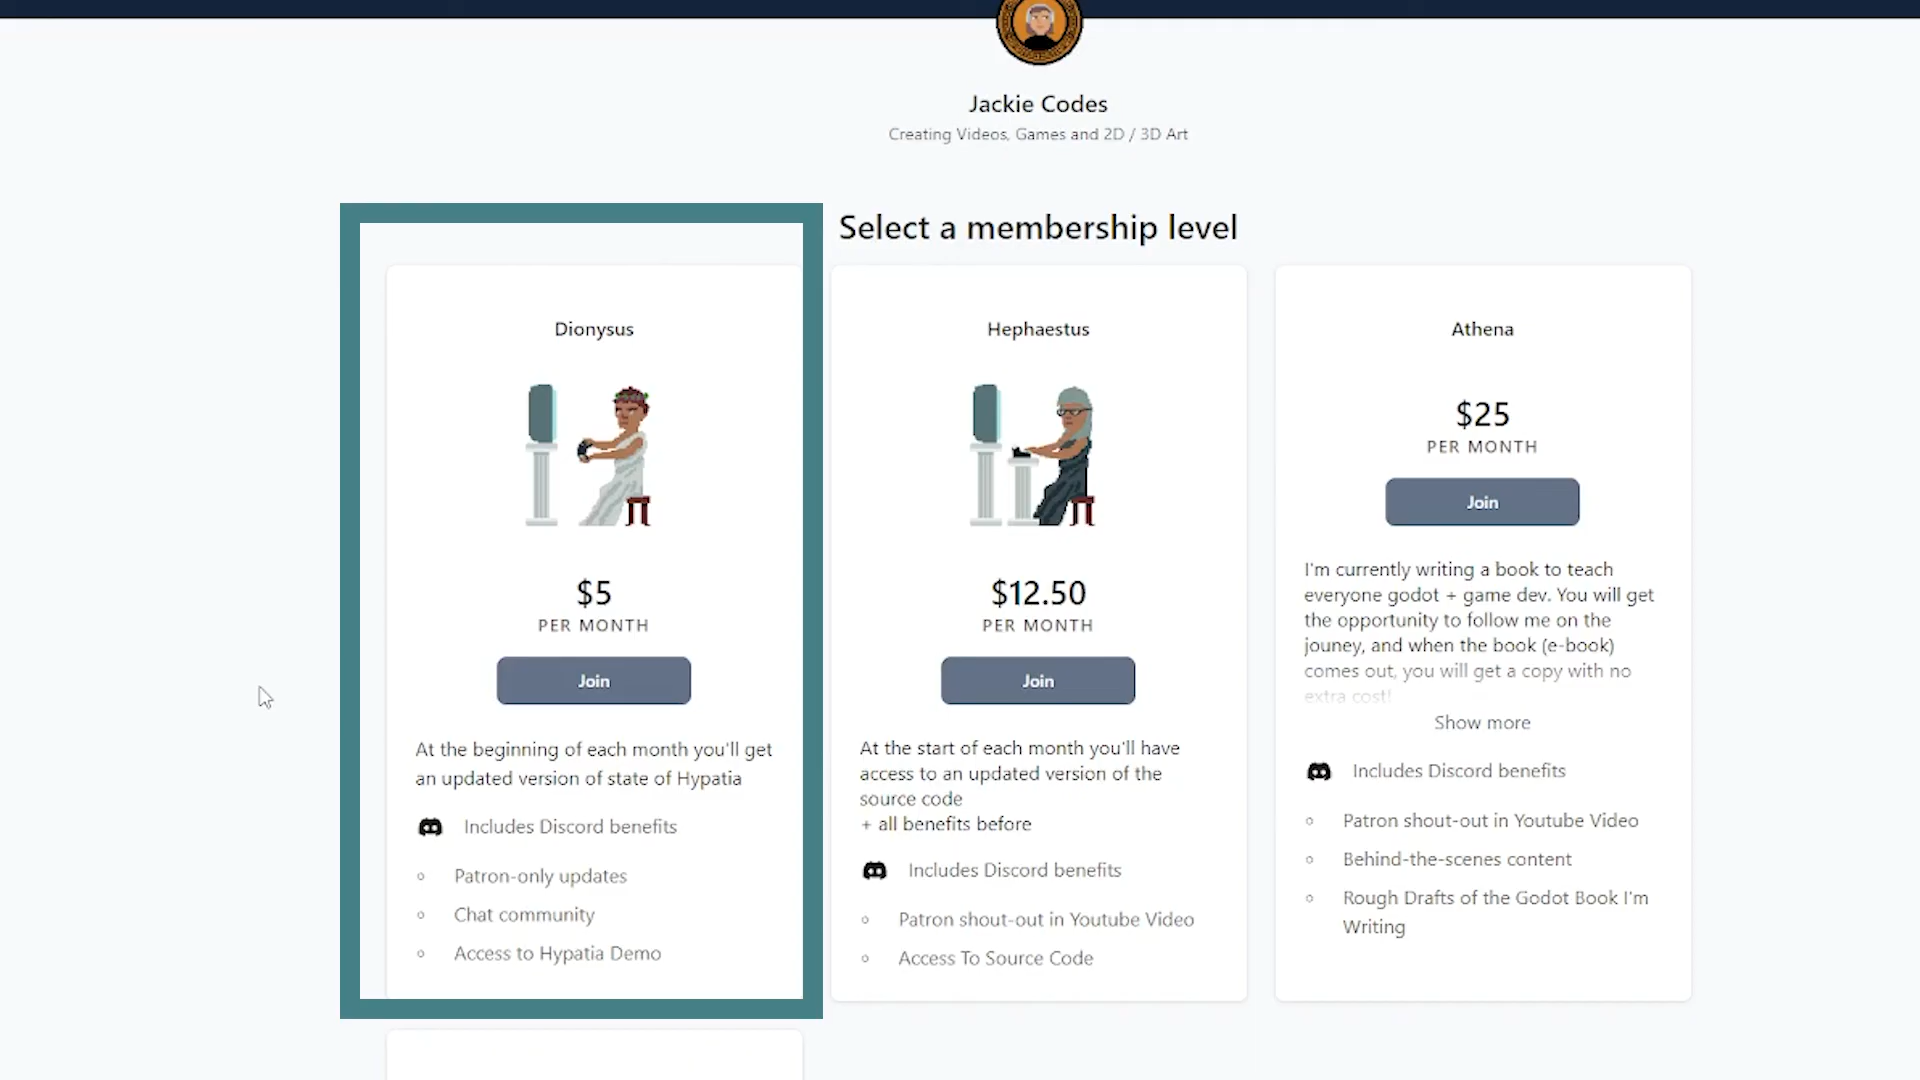 Jackie Codes
Creating Videos, Games and 2D / 3D Art
Select a membership level
Dionysus
$5
PER MONTH
Join
At the beginning of each month you'll get
an updated version of state of Hypatia
Includes Discord benefits
Patron-only updates
Chat community
Access to Hypatia Demo
Hephaestus
$12.50
PER MONTH
Join
At the start of each month you'll have
access to an updated version of the
source code
+ all benefits before
Includes Discord benefits
Patron shout-out in Youtube Video
Access To Source Code
Athena
$25
PER MONTH
Join
I'm currently writing a book to teach
everyone godot + game dev. You will get
the opportunity to follow me on the
jouney, and when the book (e-book)
comes out, you will get a copy with no
extra cost!
Show more
Includes Discord benefits
Patron shout-out in Youtube Video
Behind-the-scenes content
Rough Drafts of the Godot Book I'm
Writing